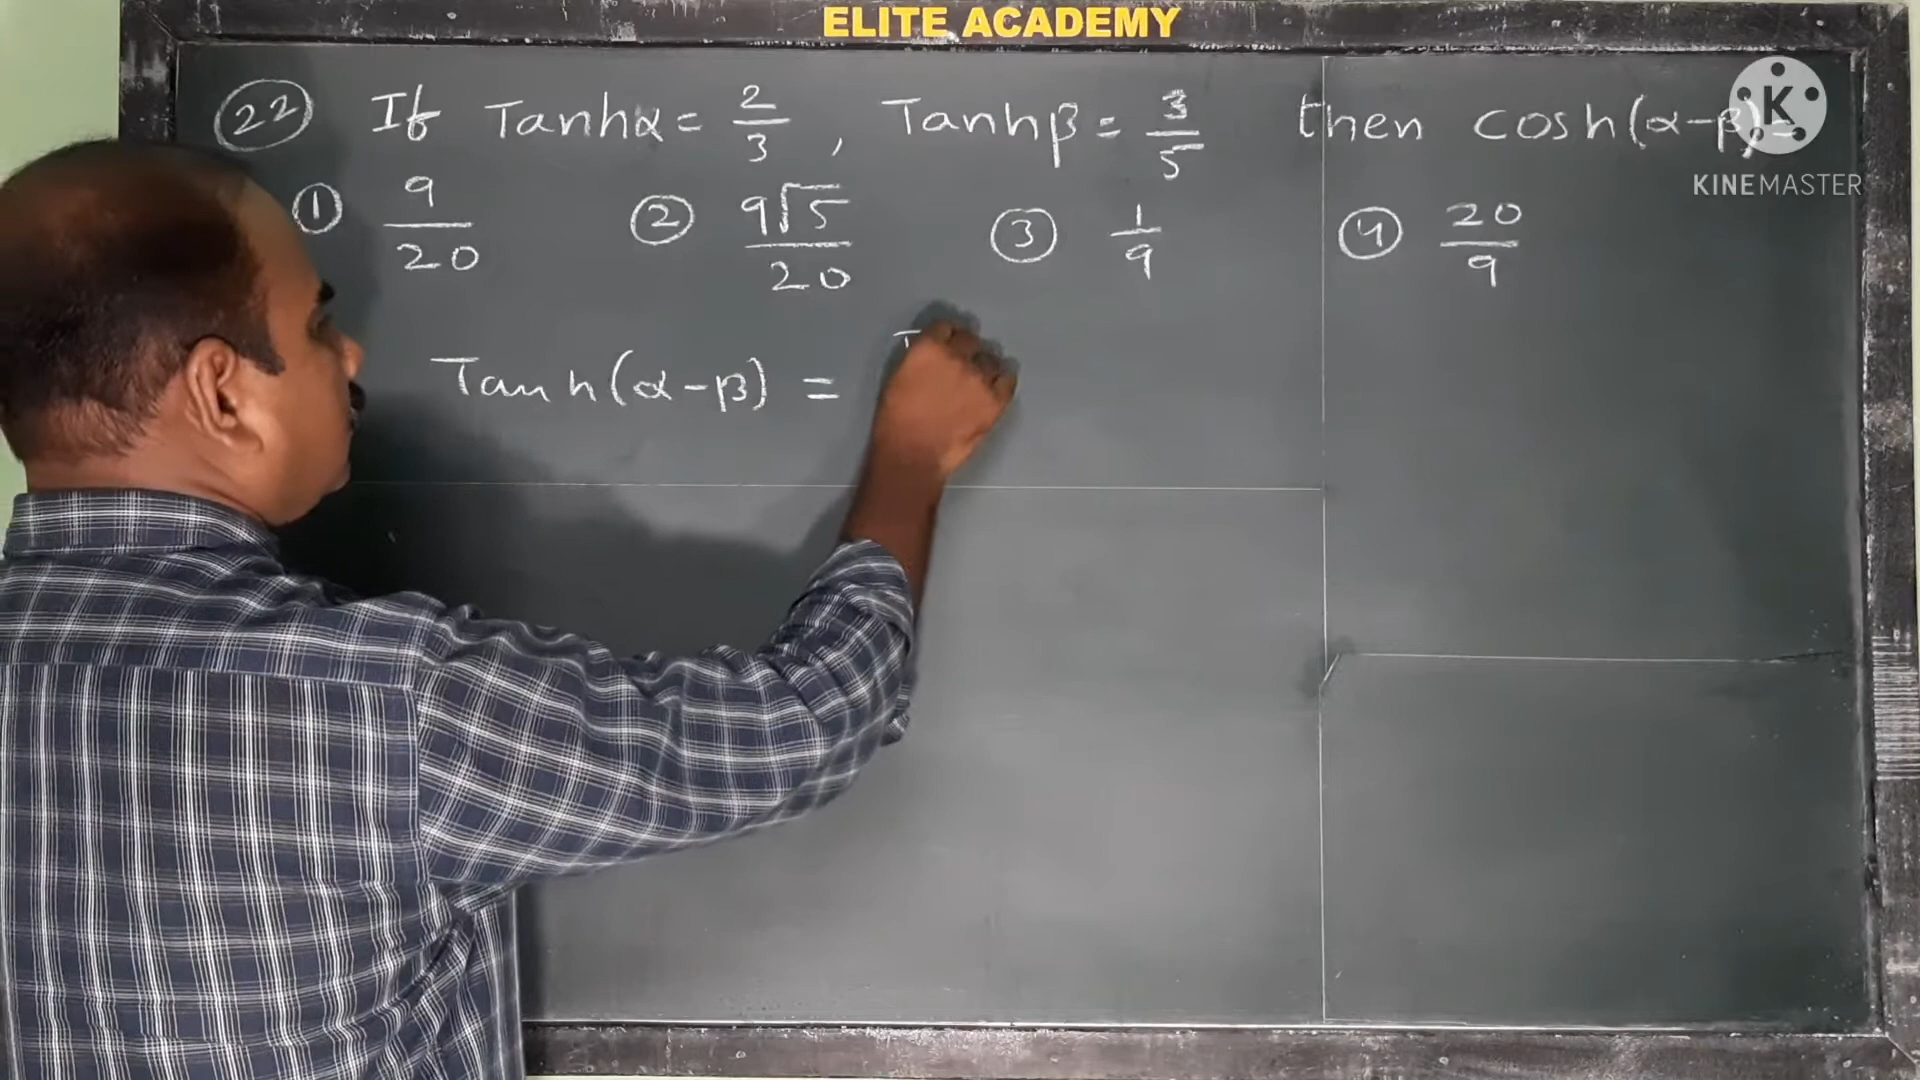 ELITE ACADEMY
22 If Tanhα = 2/3 , Tanhβ = 3/5 then cosh(α-β) =
K
KINEMASTER
1 9/20 2 9√5/20 3 1/9 4 20/9
Tanh(α-β) = T